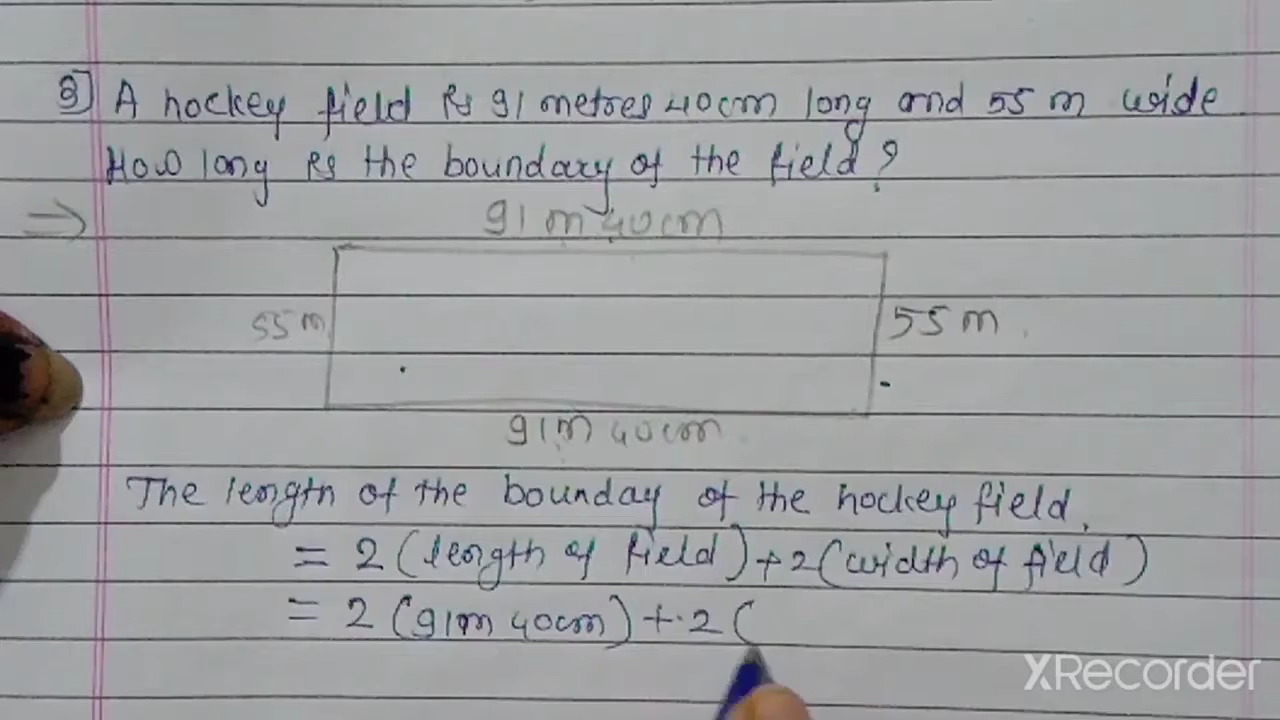 3] A hockey field is 91 metres 40cm long and 55 m wide
How long is the boundary of the field?
⇒
91 m 40cm
55 m
55 m
91m 40cm
The length of the bounday of the hockey field.
= 2 (length of field) + 2 (width of field)
= 2 (91m 40cm) + 2 (
XRecorder